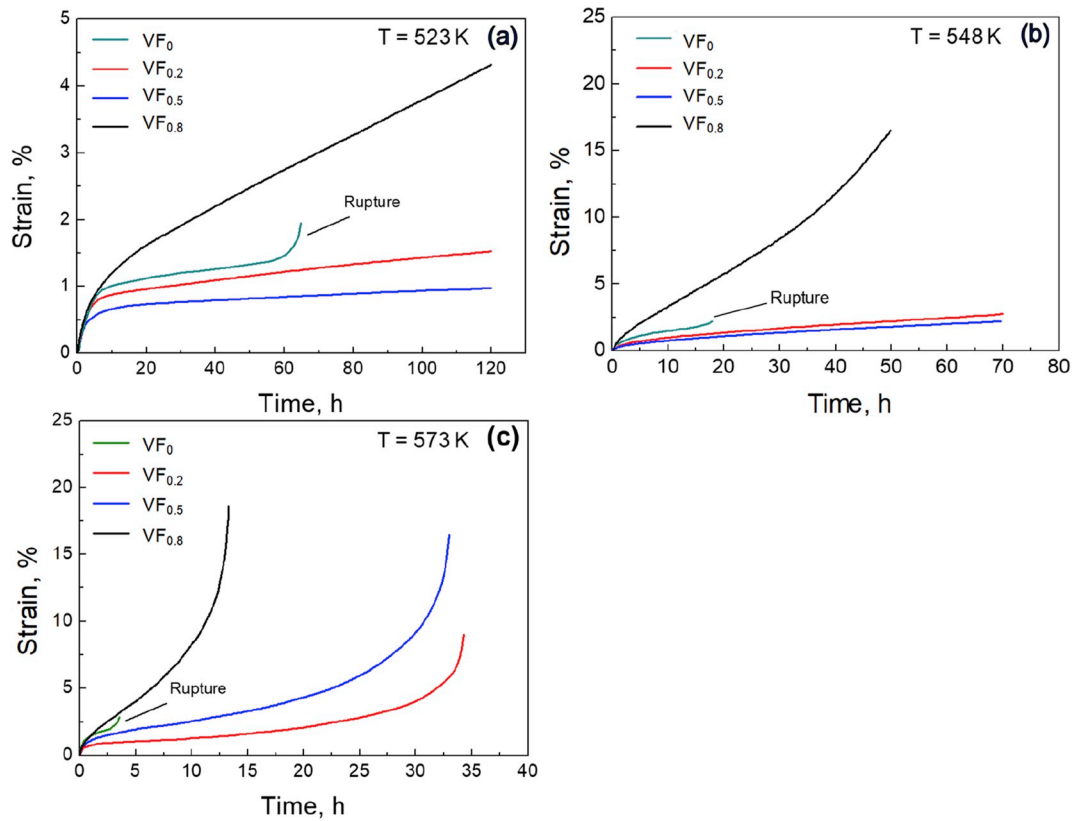 T = 523 K (a)
VF0
VF0.2
VF0.5
VF0.8
Rupture
Strain, %
0 1 2 3 4 5
0 20 40 60 80 100 120
Time, h
T = 548 K (b)
VF0
VF0.2
VF0.5
VF0.8
Rupture
Strain, %
0 5 10 15 20 25
0 10 20 30 40 50 60 70 80
Time, h
T = 573 K (c)
VF0
VF0.2
VF0.5
VF0.8
Rupture
Strain, %
0 5 10 15 20 25
0 5 10 15 20 25 30 35 40
Time, h